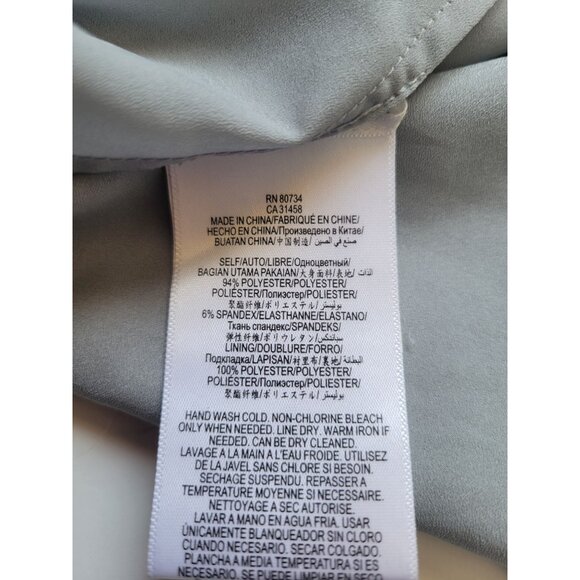 RN 80734
CA 31458
MADE IN CHINA/FABRIQUÉ EN CHINE/
HECHO EN CHINA/Произведено в Китае/
BUATAN CHINA/中国制造/ صنع في الصين
SELF/AUTO/LIBRE/Одноцветный/
BAGIAN UTAMA PAKAIAN/大身面料/表地/ الذات
94% POLYESTER/POLYESTER/
POLIÉSTER/Полиэстер/POLIESTER/
聚酯纤维/ポリエステル/ بوليستر
6% SPANDEX/ELASTHANNE/ELASTANO/
Ткань спандекс/SPANDEKS/
弹性纤维/ポリウレタン/ سباندكس
LINING/DOUBLURE/FORRO/
Подкладка/LAPISAN/衬里布/裏地/ البطانة
100% POLYESTER/POLYESTER/
POLIÉSTER/Полиэстер/POLIESTER/
聚酯纤维/ポリエステル/ بوليستر
HAND WASH COLD. NON-CHLORINE BLEACH
ONLY WHEN NEEDED. LINE DRY. WARM IRON IF
NEEDED. CAN BE DRY CLEANED.
LAVAGE A LA MAIN A L'EAU FROIDE. UTILISEZ
DE LA JAVEL SANS CHLORE SI BESOIN.
SECHAGE SUSPENDU. REPASSER A
TEMPERATURE MOYENNE SI NECESSAIRE.
NETTOYAGE A SEC AUTORISE.
LAVAR A MANO EN AGUA FRIA. USAR
ÚNICAMENTE BLANQUEADOR SIN CLORO
CUANDO NECESARIO. SECAR COLGANDO.
PLANCHA A MEDIA TEMPERATURA SI ES
NECESARIO. SE PUEDE LIMPIAR EN SECO